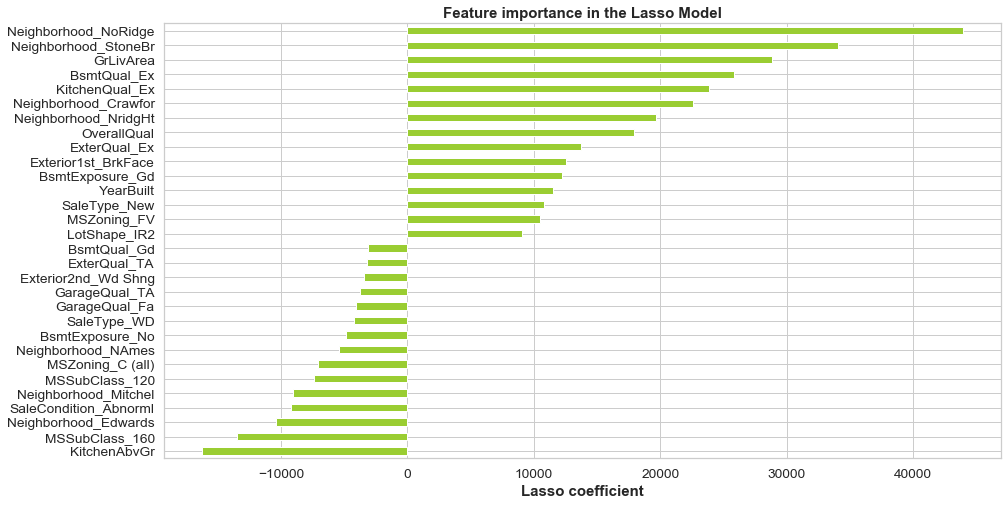 Feature importance in the Lasso Model
Neighborhood_NoRidge
Neighborhood_StoneBr
GrLivArea
BsmtQual_Ex
KitchenQual_Ex
Neighborhood_Crawfor
Neighborhood_NridgHt
OverallQual
ExterQual_Ex
Exterior1st_BrkFace
BsmtExposure_Gd
YearBuilt
SaleType_New
MSZoning_FV
LotShape_IR2
BsmtQual_Gd
ExterQual_TA
Exterior2nd_Wd Shng
GarageQual_TA
GarageQual_Fa
SaleType_WD
BsmtExposure_No
Neighborhood_NAmes
MSZoning_C (all)
MSSubClass_120
Neighborhood_Mitchel
SaleCondition_Abnorml
Neighborhood_Edwards
MSSubClass_160
KitchenAbvGr
−10000 0 10000 20000 30000 40000
Lasso coefficient